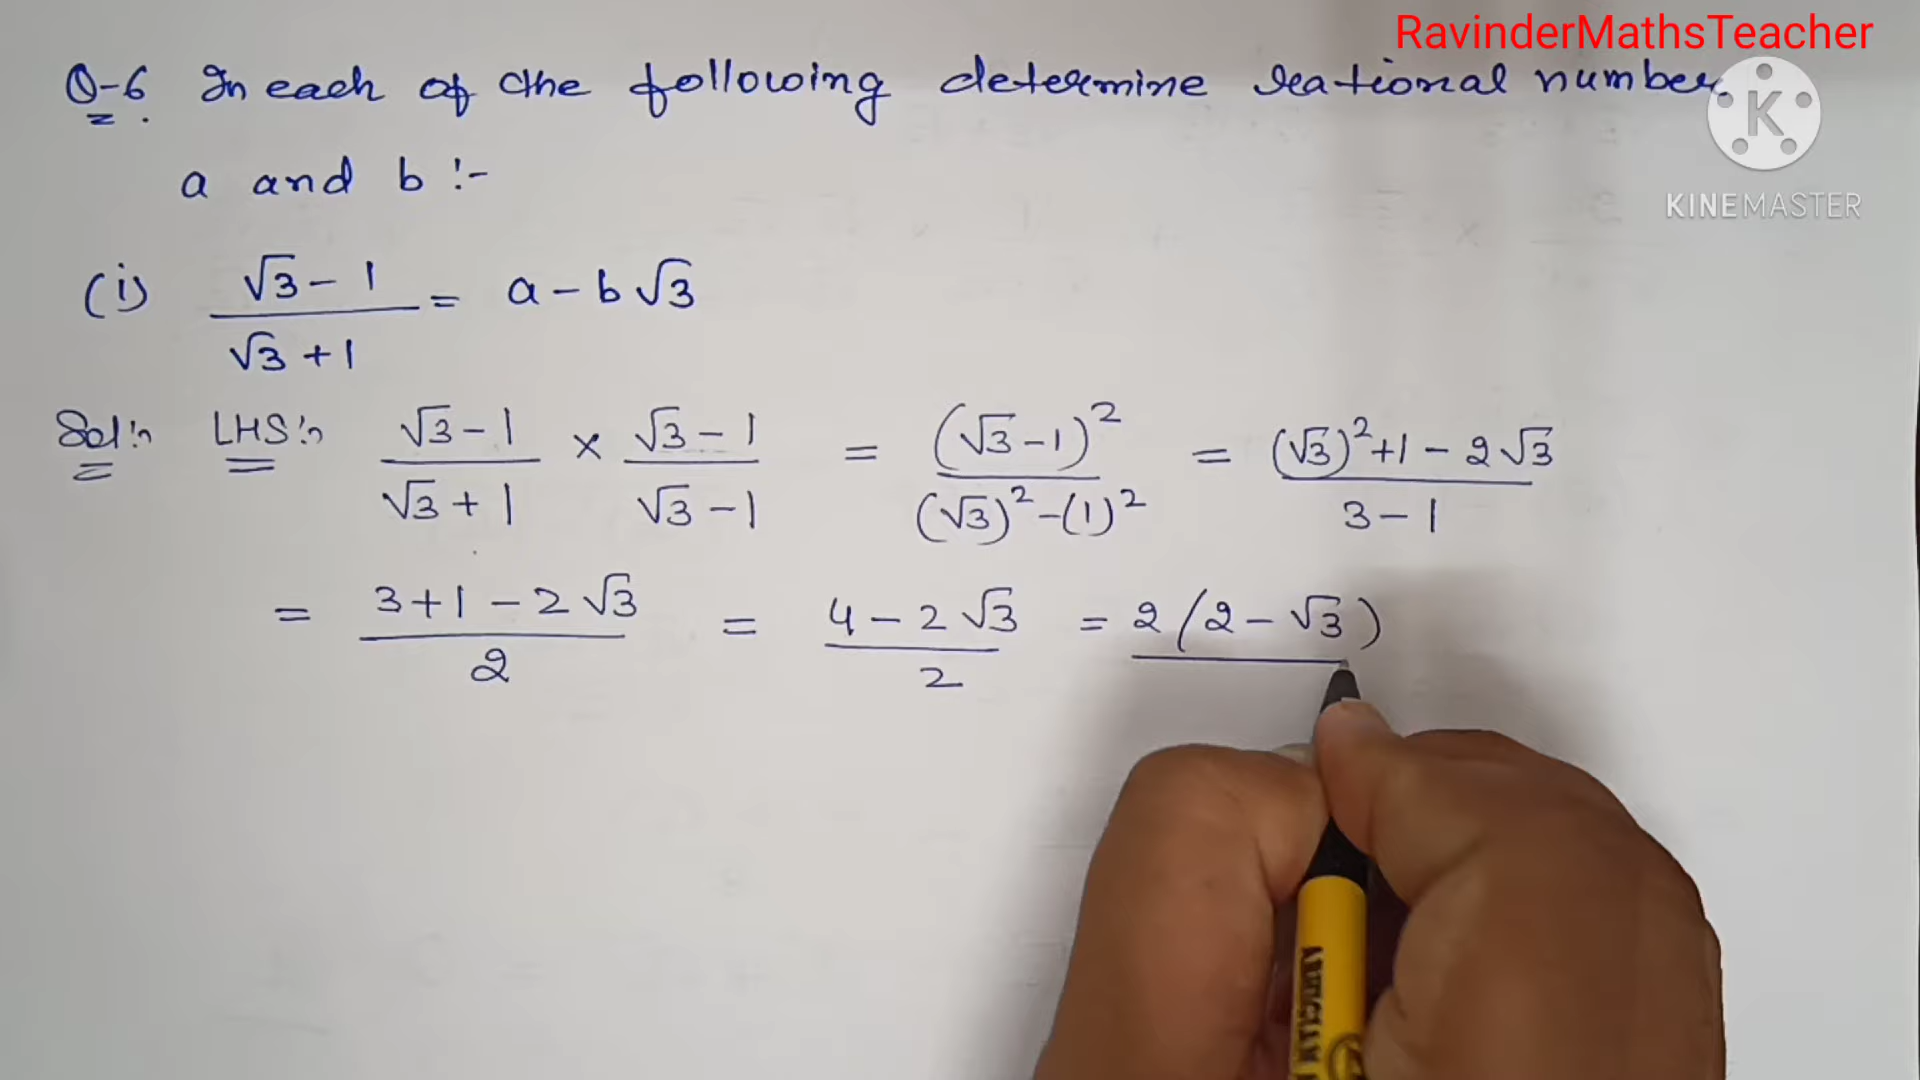 RavinderMathsTeacher
Q-6 In each of the following determine rational number
a and b :-
KINEMASTER
(i) (√3 - 1)/(√3 + 1) = a - b√3
Sol:n LHS:n (√3 - 1)/(√3 + 1) × (√3 - 1)/(√3 - 1) = (√3 - 1)²/((√3)² - (1)²) = ((√3)² + 1 - 2√3)/(3 - 1)
= (3 + 1 - 2√3)/2 = (4 - 2√3)/2 = 2(2 - √3)